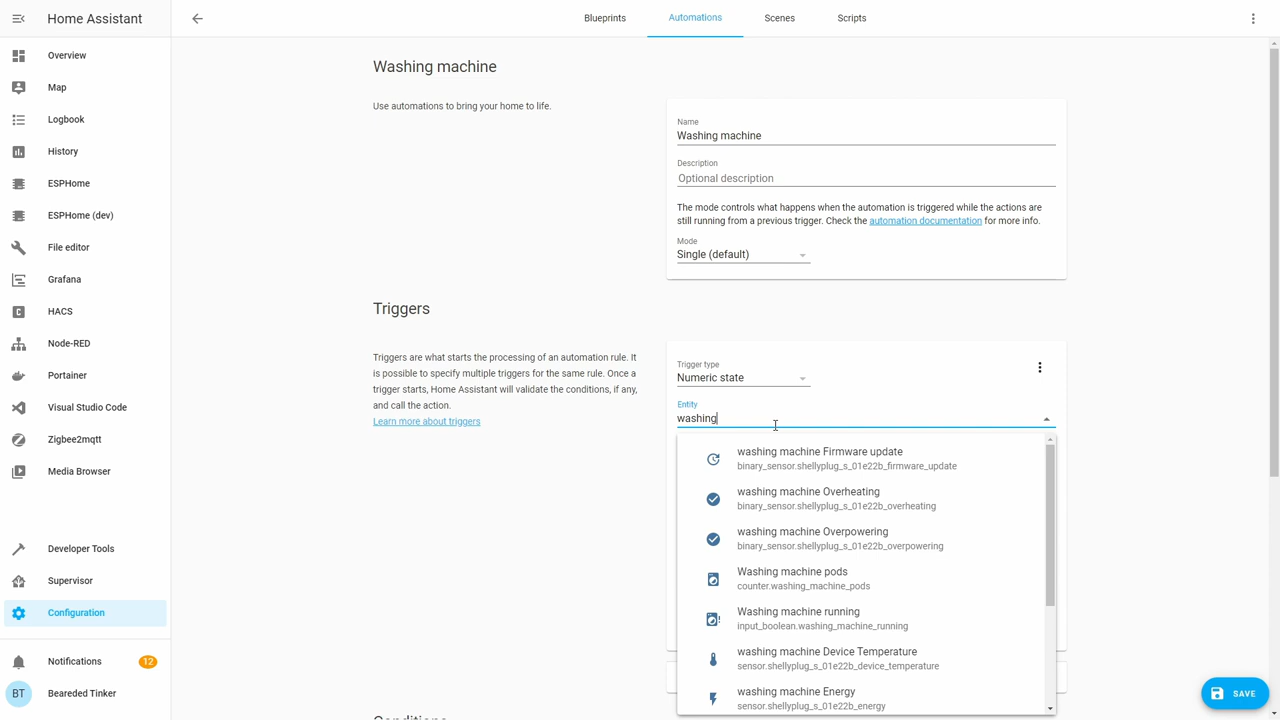 Home Assistant
Blueprints
Automations
Scenes
Scripts
Overview
Map
Logbook
History
ESPHome
ESPHome (dev)
File editor
Grafana
HACS
Node-RED
Portainer
Visual Studio Code
Zigbee2mqtt
Media Browser
Developer Tools
Supervisor
Configuration
Notifications
12
BT
Beareded Tinker
Washing machine
Use automations to bring your home to life.
Name
Washing machine
Description
Optional description
The mode controls what happens when the automation is triggered while the actions are
still running from a previous trigger. Check the automation documentation for more info.
Mode
Single (default)
Triggers
Triggers are what starts the processing of an automation rule. It
is possible to specify multiple triggers for the same rule. Once a
trigger starts, Home Assistant will validate the conditions, if any,
and call the action.
Learn more about triggers
Trigger type
Numeric state
Entity
washing
washing machine Firmware update
binary_sensor.shellyplug_s_01e22b_firmware_update
washing machine Overheating
binary_sensor.shellyplug_s_01e22b_overheating
washing machine Overpowering
binary_sensor.shellyplug_s_01e22b_overpowering
Washing machine pods
counter.washing_machine_pods
Washing machine running
input_boolean.washing_machine_running
washing machine Device Temperature
sensor.shellyplug_s_01e22b_device_temperature
washing machine Energy
sensor.shellyplug_s_01e22b_energy
Conditions
SAVE